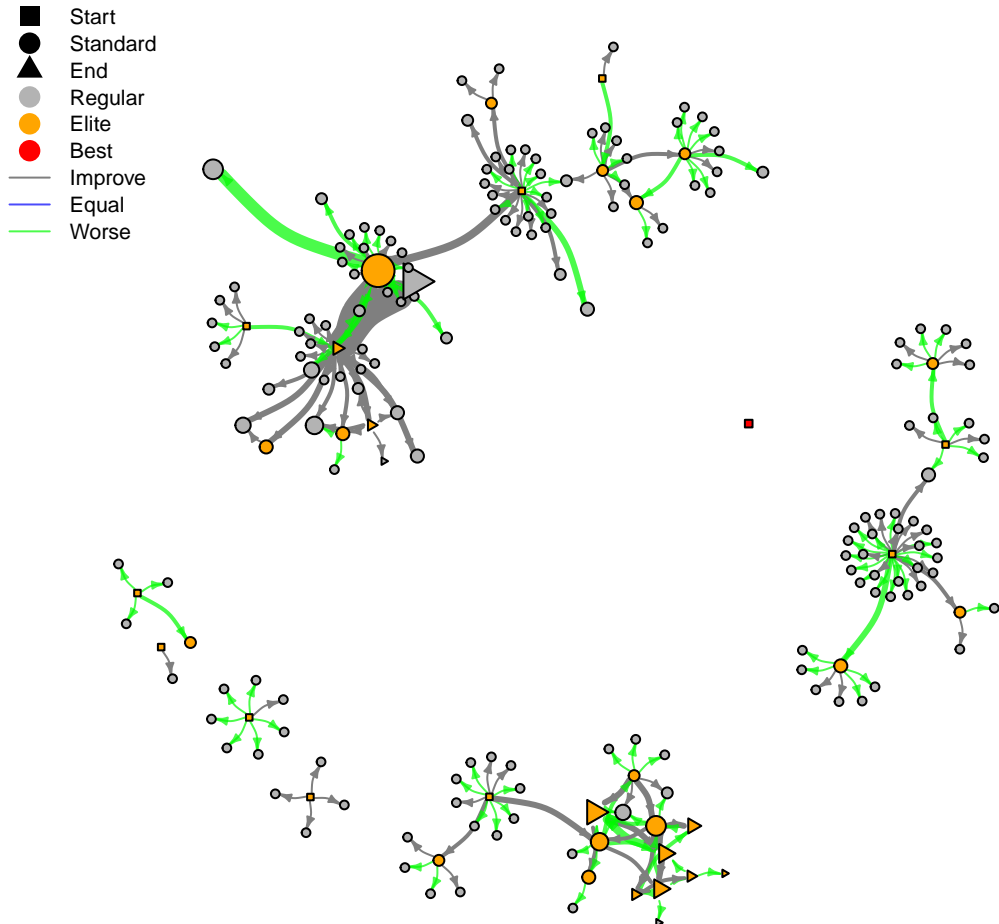 Start
Standard
End
Regular
Elite
Best
Improve
Equal
Worse